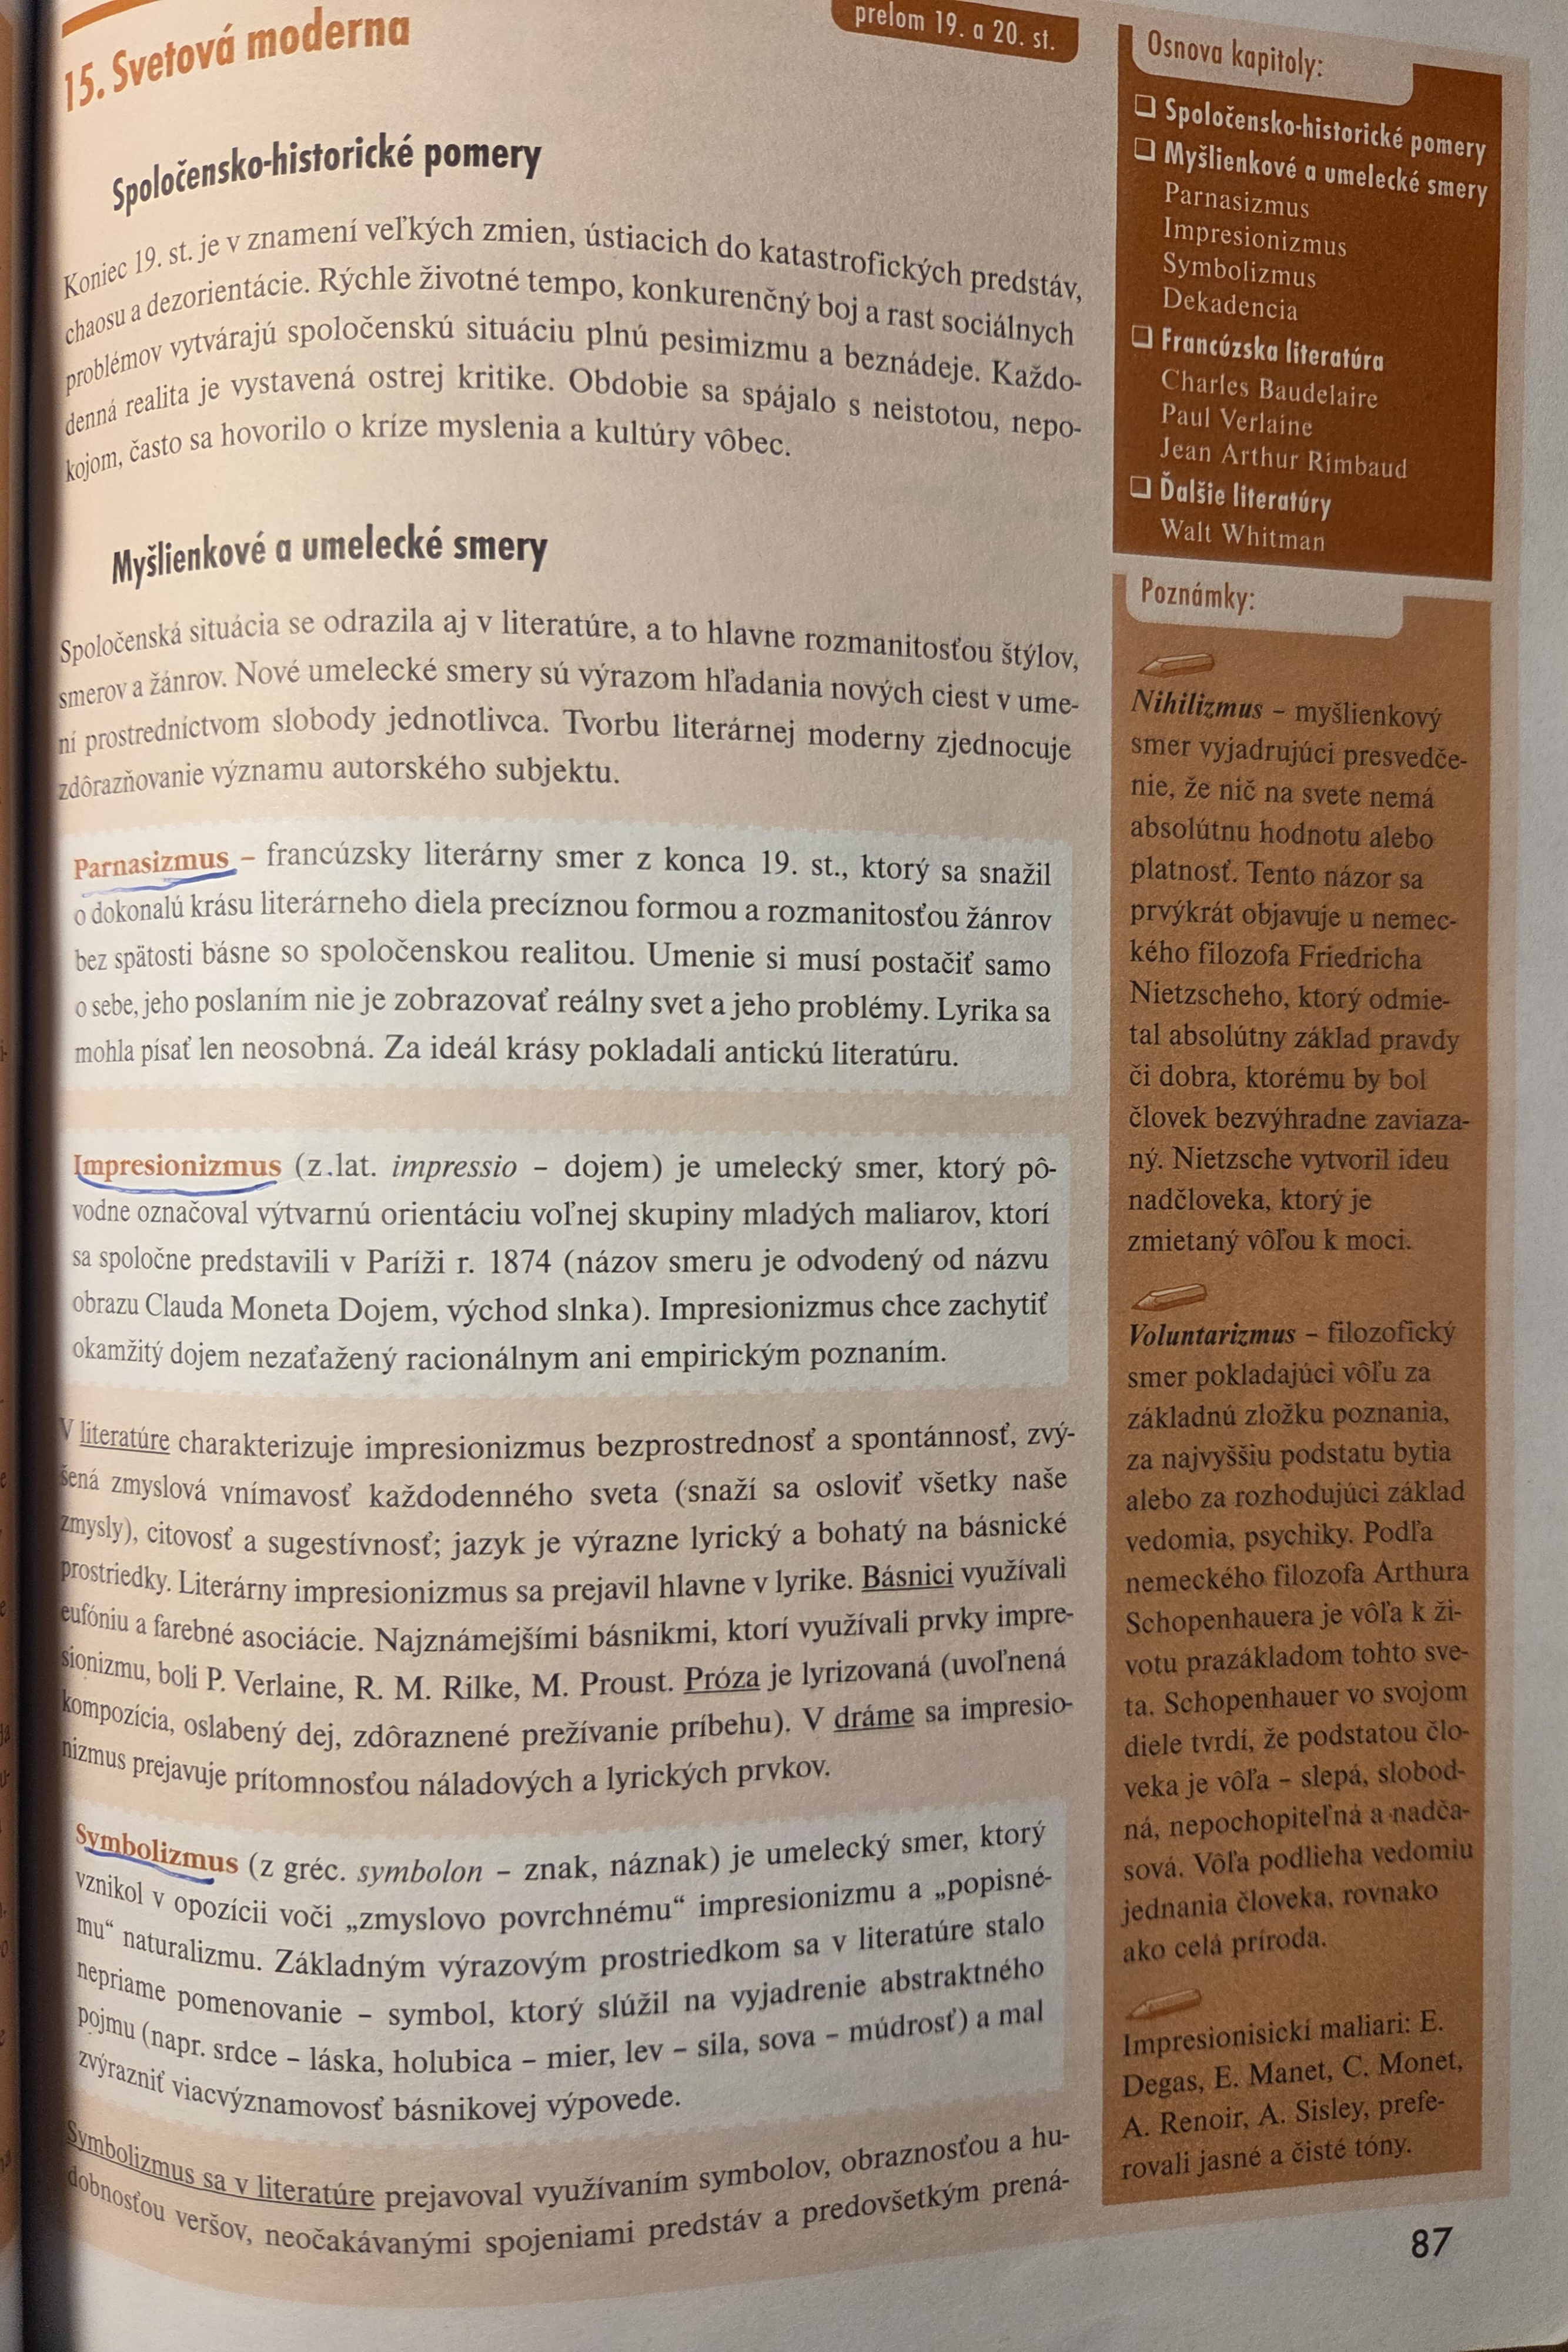 prelom 19. a 20. st.
15. Svetová moderna
Spoločensko-historické pomery
Koniec 19. st. je v znamení veľkých zmien, ústiacich do katastrofických predstáv,
chaosu a dezorientácie. Rýchle životné tempo, konkurenčný boj a rast sociálnych
problémov vytvárajú spoločenskú situáciu plnú pesimizmu a beznádeje. Každo-
denná realita je vystavená ostrej kritike. Obdobie sa spájalo s neistotou, nepo-
kojom, často sa hovorilo o kríze myslenia a kultúry vôbec.
Myšlienkové a umelecké smery
Spoločenská situácia se odrazila aj v literatúre, a to hlavne rozmanitosťou štýlov,
smerov a žánrov. Nové umelecké smery sú výrazom hľadania nových ciest v ume-
ní prostredníctvom slobody jednotlivca. Tvorbu literárnej moderny zjednocuje
zdôrazňovanie významu autorského subjektu.
Parnasizmus – francúzsky literárny smer z konca 19. st., ktorý sa snažil
o dokonalú krásu literárneho diela precíznou formou a rozmanitosťou žánrov
bez spätosti básne so spoločenskou realitou. Umenie si musí postačiť samo
o sebe, jeho poslaním nie je zobrazovať reálny svet a jeho problémy. Lyrika sa
mohla písať len neosobná. Za ideál krásy pokladali antickú literatúru.
Impresionizmus (z lat. impressio – dojem) je umelecký smer, ktorý pô-
vodne označoval výtvarnú orientáciu voľnej skupiny mladých maliarov, ktorí
sa spoločne predstavili v Paríži r. 1874 (názov smeru je odvodený od názvu
obrazu Clauda Moneta Dojem, východ slnka). Impresionizmus chce zachytiť
okamžitý dojem nezaťažený racionálnym ani empirickým poznaním.
V literatúre charakterizuje impresionizmus bezprostrednosť a spontánnosť, zvý-
šená zmyslová vnímavosť každodenného sveta (snaží sa osloviť všetky naše
zmysly), citovosť a sugestívnosť; jazyk je výrazne lyrický a bohatý na básnické
prostriedky. Literárny impresionizmus sa prejavil hlavne v lyrike. Básnici využívali
eufóniu a farebné asociácie. Najznámejšími básnikmi, ktorí využívali prvky impre-
sionizmu, boli P. Verlaine, R. M. Rilke, M. Proust. Próza je lyrizovaná (uvoľnená
kompozícia, oslabený dej, zdôraznené prežívanie príbehu). V dráme sa impresio-
nizmus prejavuje prítomnosťou náladových a lyrických prvkov.
Symbolizmus (z gréc. symbolon – znak, náznak) je umelecký smer, ktorý
vznikol v opozícii voči „zmyslovo povrchnému“ impresionizmu a „popisné-
mu“ naturalizmu. Základným výrazovým prostriedkom sa v literatúre stalo
nepriame pomenovanie – symbol, ktorý slúžil na vyjadrenie abstraktného
pojmu (napr. srdce – láska, holubica – mier, lev – sila, sova – múdrosť) a mal
zvýrazniť viacvýznamovosť básnikovej výpovede.
Symbolizmus sa v literatúre prejavoval využívaním symbolov, obraznosťou a hu-
dobnosťou veršov, neočakávanými spojeniami predstáv a predovšetkým prená-
Osnova kapitoly:
❑ Spoločensko-historické pomery
❑ Myšlienkové a umelecké smery
Parnasizmus
Impresionizmus
Symbolizmus
Dekadencia
❑ Francúzska literatúra
Charles Baudelaire
Paul Verlaine
Jean Arthur Rimbaud
❑ Ďalšie literatúry
Walt Whitman
Poznámky:
Nihilizmus – myšlienkový
smer vyjadrujúci presvedče-
nie, že nič na svete nemá
absolútnu hodnotu alebo
platnosť. Tento názor sa
prvýkrát objavuje u nemec-
kého filozofa Friedricha
Nietzscheho, ktorý odmie-
tal absolútny základ pravdy
či dobra, ktorému by bol
človek bezvýhradne zaviaza-
ný. Nietzsche vytvoril ideu
nadčloveka, ktorý je
zmietaný vôľou k moci.
Voluntarizmus – filozofický
smer pokladajúci vôľu za
základnú zložku poznania,
za najvyššiu podstatu bytia
alebo za rozhodujúci základ
vedomia, psychiky. Podľa
nemeckého filozofa Arthura
Schopenhauera je vôľa k ži-
votu prazákladom tohto sve-
ta. Schopenhauer vo svojom
diele tvrdí, že podstatou člo-
veka je vôľa – slepá, slobod-
ná, nepochopiteľná a nadča-
sová. Vôľa podlieha vedomiu
jednania človeka, rovnako
ako celá príroda.
Impresionisickí maliari: E.
Degas, E. Manet, C. Monet,
A. Renoir, A. Sisley, prefe-
rovali jasné a čisté tóny.
87